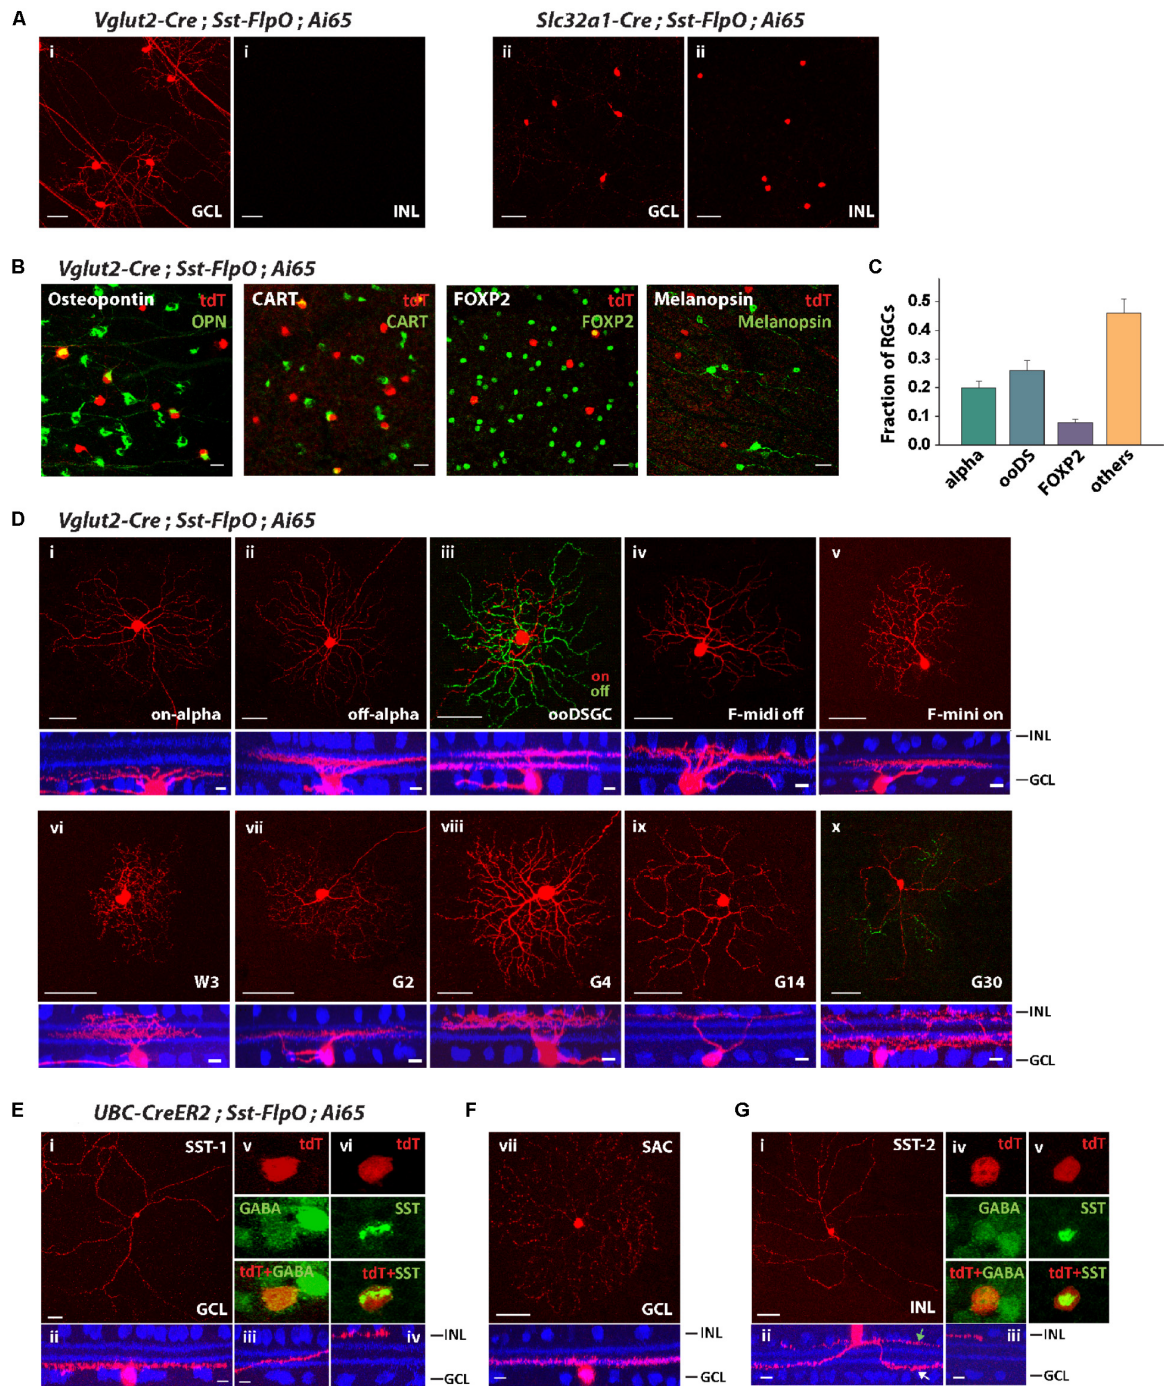 A
Vglut2-Cre ; Sst-FlpO ; Ai65
Slc32a1-Cre ; Sst-FlpO ; Ai65
i
GCL
i
INL
ii
GCL
ii
INL
B
Vglut2-Cre ; Sst-FlpO ; Ai65
Osteopontin
tdT
OPN
CART
tdT
CART
FOXP2
tdT
FOXP2
Melanopsin
tdT
Melanopsin
C
Fraction of RGCs
0.5
0.4
0.3
0.2
0.1
0.0
alpha
ooDS
FOXP2
others
D
Vglut2-Cre ; Sst-FlpO ; Ai65
i
on-alpha
ii
off-alpha
iii
on
off
ooDSGC
iv
F-midi off
v
F-mini on
INL
GCL
vi
W3
vii
G2
viii
G4
ix
G14
x
G30
INL
GCL
E
UBC-CreER2 ; Sst-FlpO ; Ai65
i
SST-1
GCL
v
tdT
GABA
tdT+GABA
vi
tdT
SST
tdT+SST
ii
iii
iv
INL
GCL
F
vii
SAC
GCL
INL
GCL
G
i
SST-2
INL
iv
tdT
GABA
tdT+GABA
v
tdT
SST
tdT+SST
ii
iii
INL
GCL